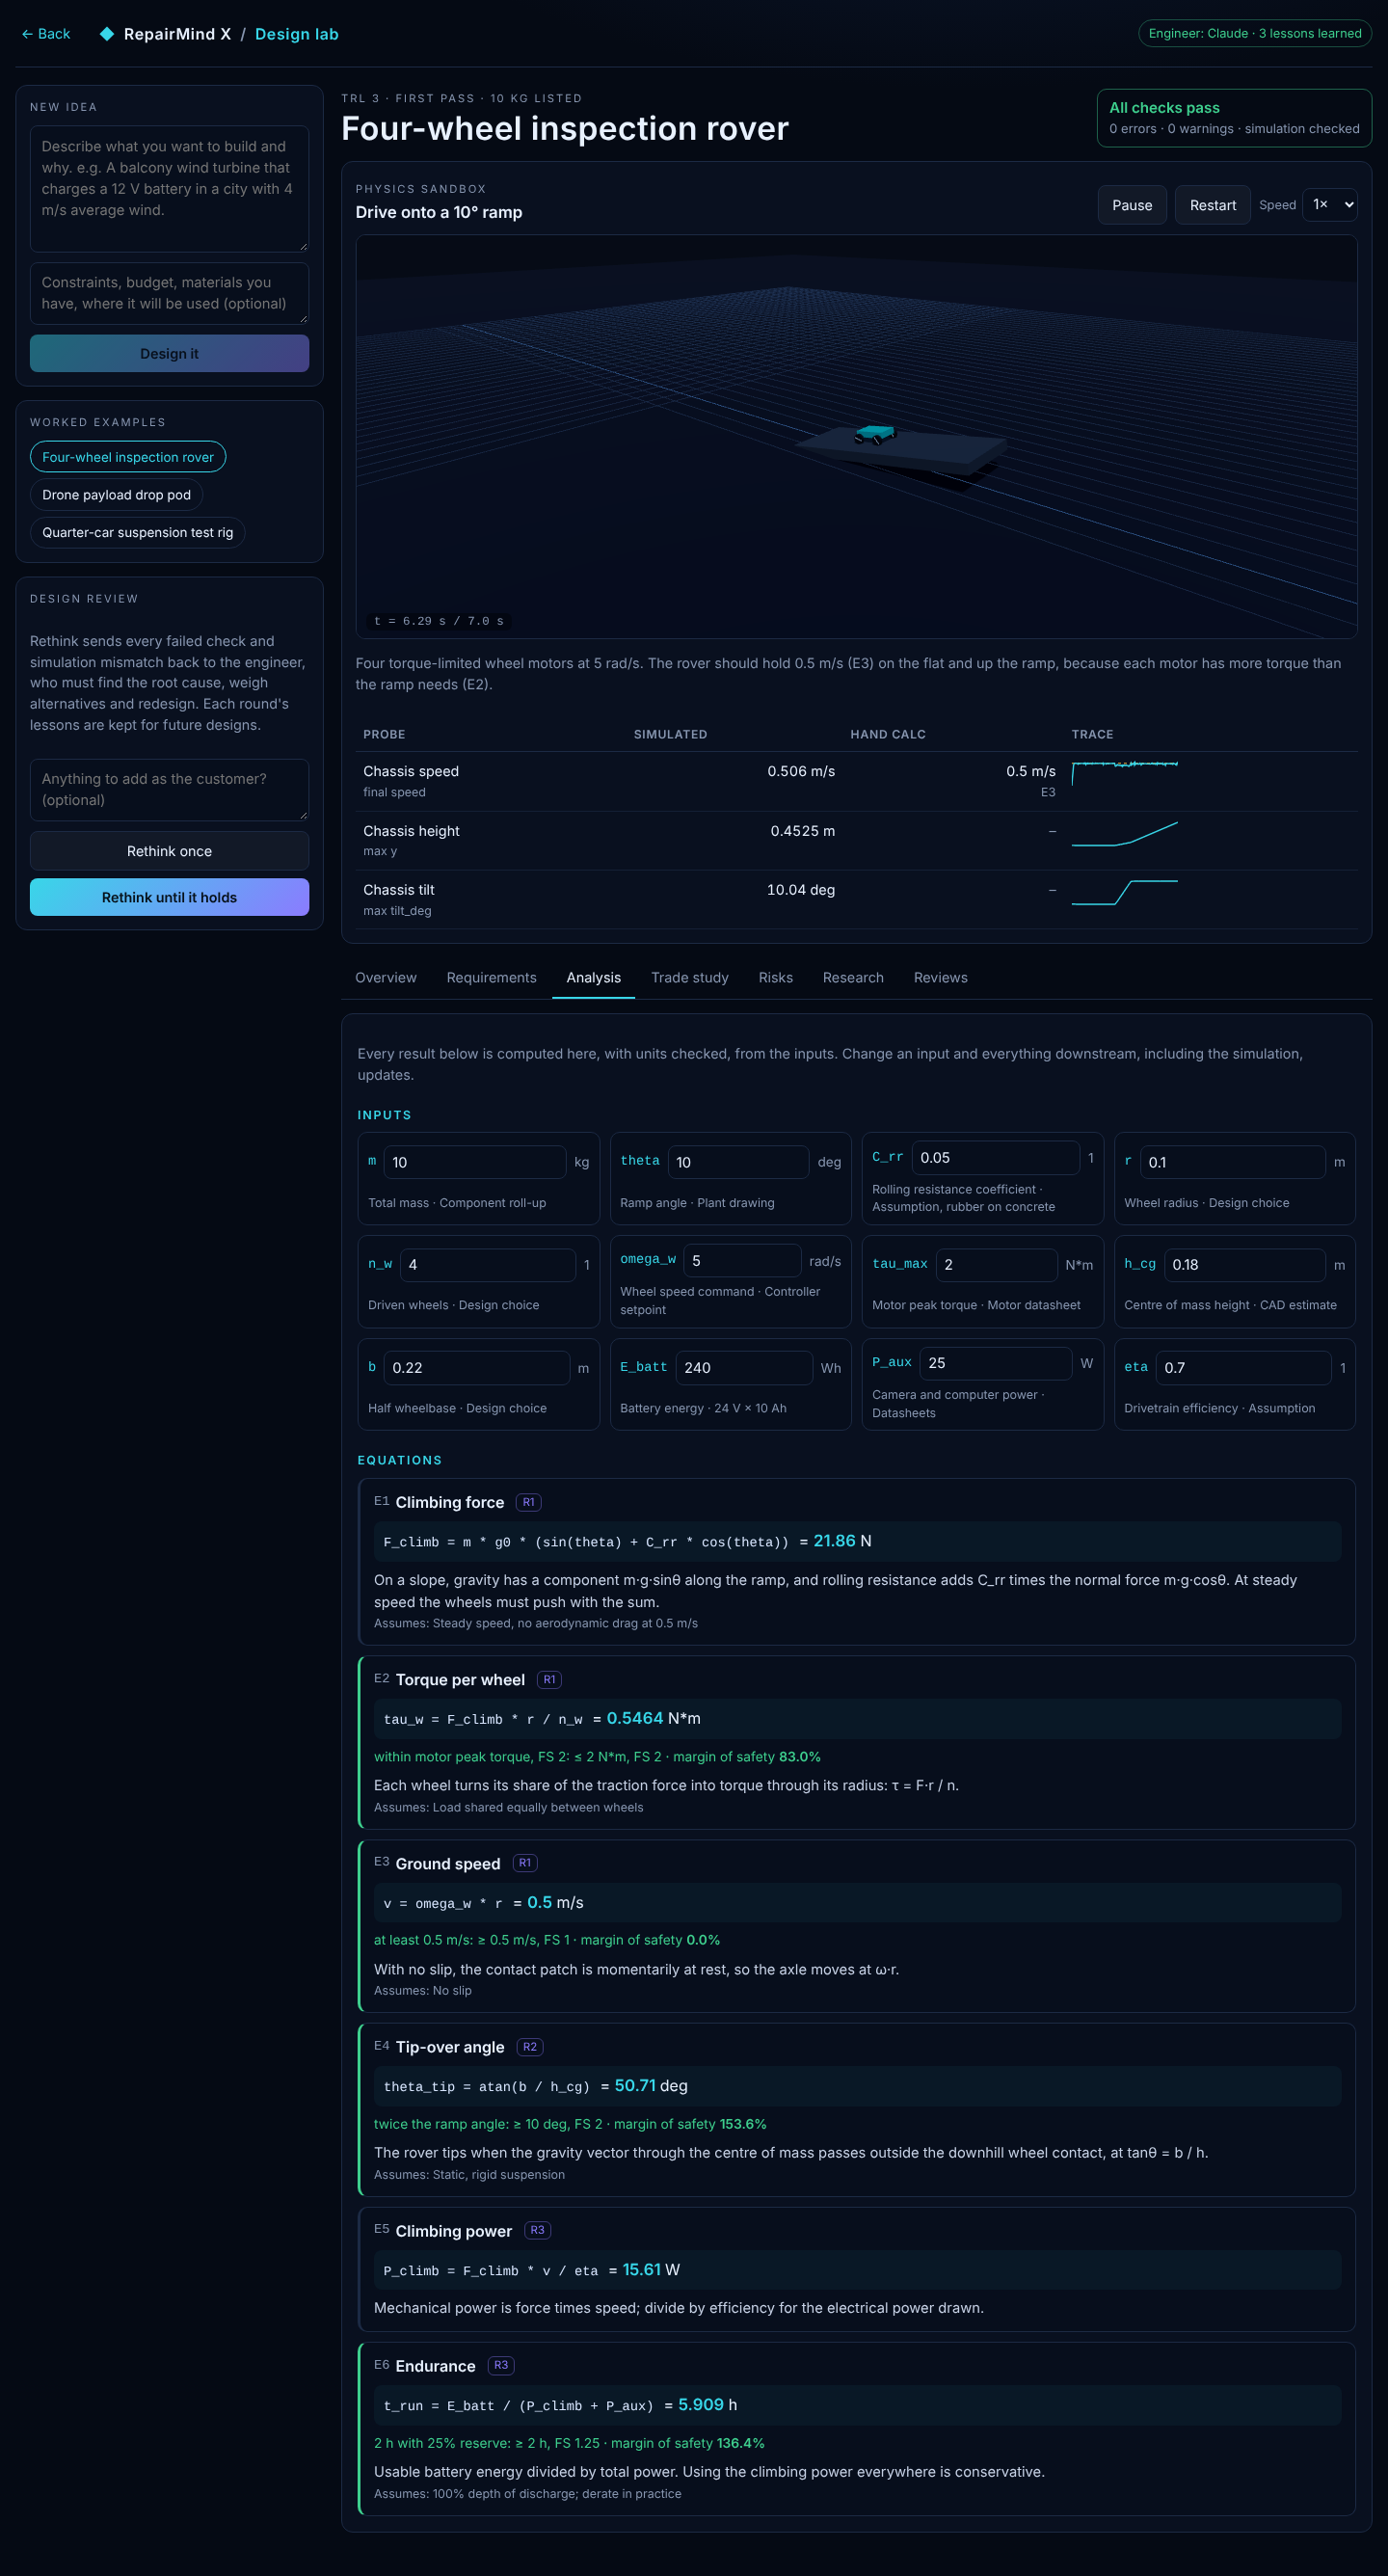 ← Back
RepairMind X / Design lab
Engineer: Claude · 3 lessons learned
NEW IDEA
Describe what you want to build and
why. e.g. A balcony wind turbine that
charges a 12 V battery in a city with 4
m/s average wind.
Constraints, budget, materials you
have, where it will be used (optional)
Design it
WORKED EXAMPLES
Four-wheel inspection rover
Drone payload drop pod
Quarter-car suspension test rig
DESIGN REVIEW
Rethink sends every failed check and
simulation mismatch back to the engineer,
who must find the root cause, weigh
alternatives and redesign. Each round's
lessons are kept for future designs.
Anything to add as the customer?
(optional)
Rethink once
Rethink until it holds
TRL 3 · FIRST PASS · 10 KG LISTED
Four-wheel inspection rover
All checks pass
0 errors · 0 warnings · simulation checked
PHYSICS SANDBOX
Drive onto a 10° ramp
Pause
Restart
Speed
1×
t = 6.29 s / 7.0 s
Four torque-limited wheel motors at 5 rad/s. The rover should hold 0.5 m/s (E3) on the flat and up the ramp, because each motor has more torque than
the ramp needs (E2).
PROBE SIMULATED HAND CALC TRACE
Chassis speed 0.506 m/s 0.5 m/s
final speed E3
Chassis height 0.4525 m –
max y
Chassis tilt 10.04 deg –
max tilt_deg
Overview Requirements Analysis Trade study Risks Research Reviews
Every result below is computed here, with units checked, from the inputs. Change an input and everything downstream, including the simulation,
updates.
INPUTS
m 10 kg
Total mass · Component roll-up
theta 10 deg
Ramp angle · Plant drawing
C_rr 0.05 1
Rolling resistance coefficient ·
Assumption, rubber on concrete
r 0.1 m
Wheel radius · Design choice
n_w 4 1
Driven wheels · Design choice
omega_w 5 rad/s
Wheel speed command · Controller
setpoint
tau_max 2 N*m
Motor peak torque · Motor datasheet
h_cg 0.18 m
Centre of mass height · CAD estimate
b 0.22 m
Half wheelbase · Design choice
E_batt 240 Wh
Battery energy · 24 V × 10 Ah
P_aux 25 W
Camera and computer power ·
Datasheets
eta 0.7 1
Drivetrain efficiency · Assumption
EQUATIONS
E1 Climbing force R1
F_climb = m * g0 * (sin(theta) + C_rr * cos(theta)) = 21.86 N
On a slope, gravity has a component m·g·sinθ along the ramp, and rolling resistance adds C_rr times the normal force m·g·cosθ. At steady
speed the wheels must push with the sum.
Assumes: Steady speed, no aerodynamic drag at 0.5 m/s
E2 Torque per wheel R1
tau_w = F_climb * r / n_w = 0.5464 N*m
within motor peak torque, FS 2: ≤ 2 N*m, FS 2 · margin of safety 83.0%
Each wheel turns its share of the traction force into torque through its radius: τ = F·r / n.
Assumes: Load shared equally between wheels
E3 Ground speed R1
v = omega_w * r = 0.5 m/s
at least 0.5 m/s: ≥ 0.5 m/s, FS 1 · margin of safety 0.0%
With no slip, the contact patch is momentarily at rest, so the axle moves at ω·r.
Assumes: No slip
E4 Tip-over angle R2
theta_tip = atan(b / h_cg) = 50.71 deg
twice the ramp angle: ≥ 10 deg, FS 2 · margin of safety 153.6%
The rover tips when the gravity vector through the centre of mass passes outside the downhill wheel contact, at tanθ = b / h.
Assumes: Static, rigid suspension
E5 Climbing power R3
P_climb = F_climb * v / eta = 15.61 W
Mechanical power is force times speed; divide by efficiency for the electrical power drawn.
E6 Endurance R3
t_run = E_batt / (P_climb + P_aux) = 5.909 h
2 h with 25% reserve: ≥ 2 h, FS 1.25 · margin of safety 136.4%
Usable battery energy divided by total power. Using the climbing power everywhere is conservative.
Assumes: 100% depth of discharge; derate in practice